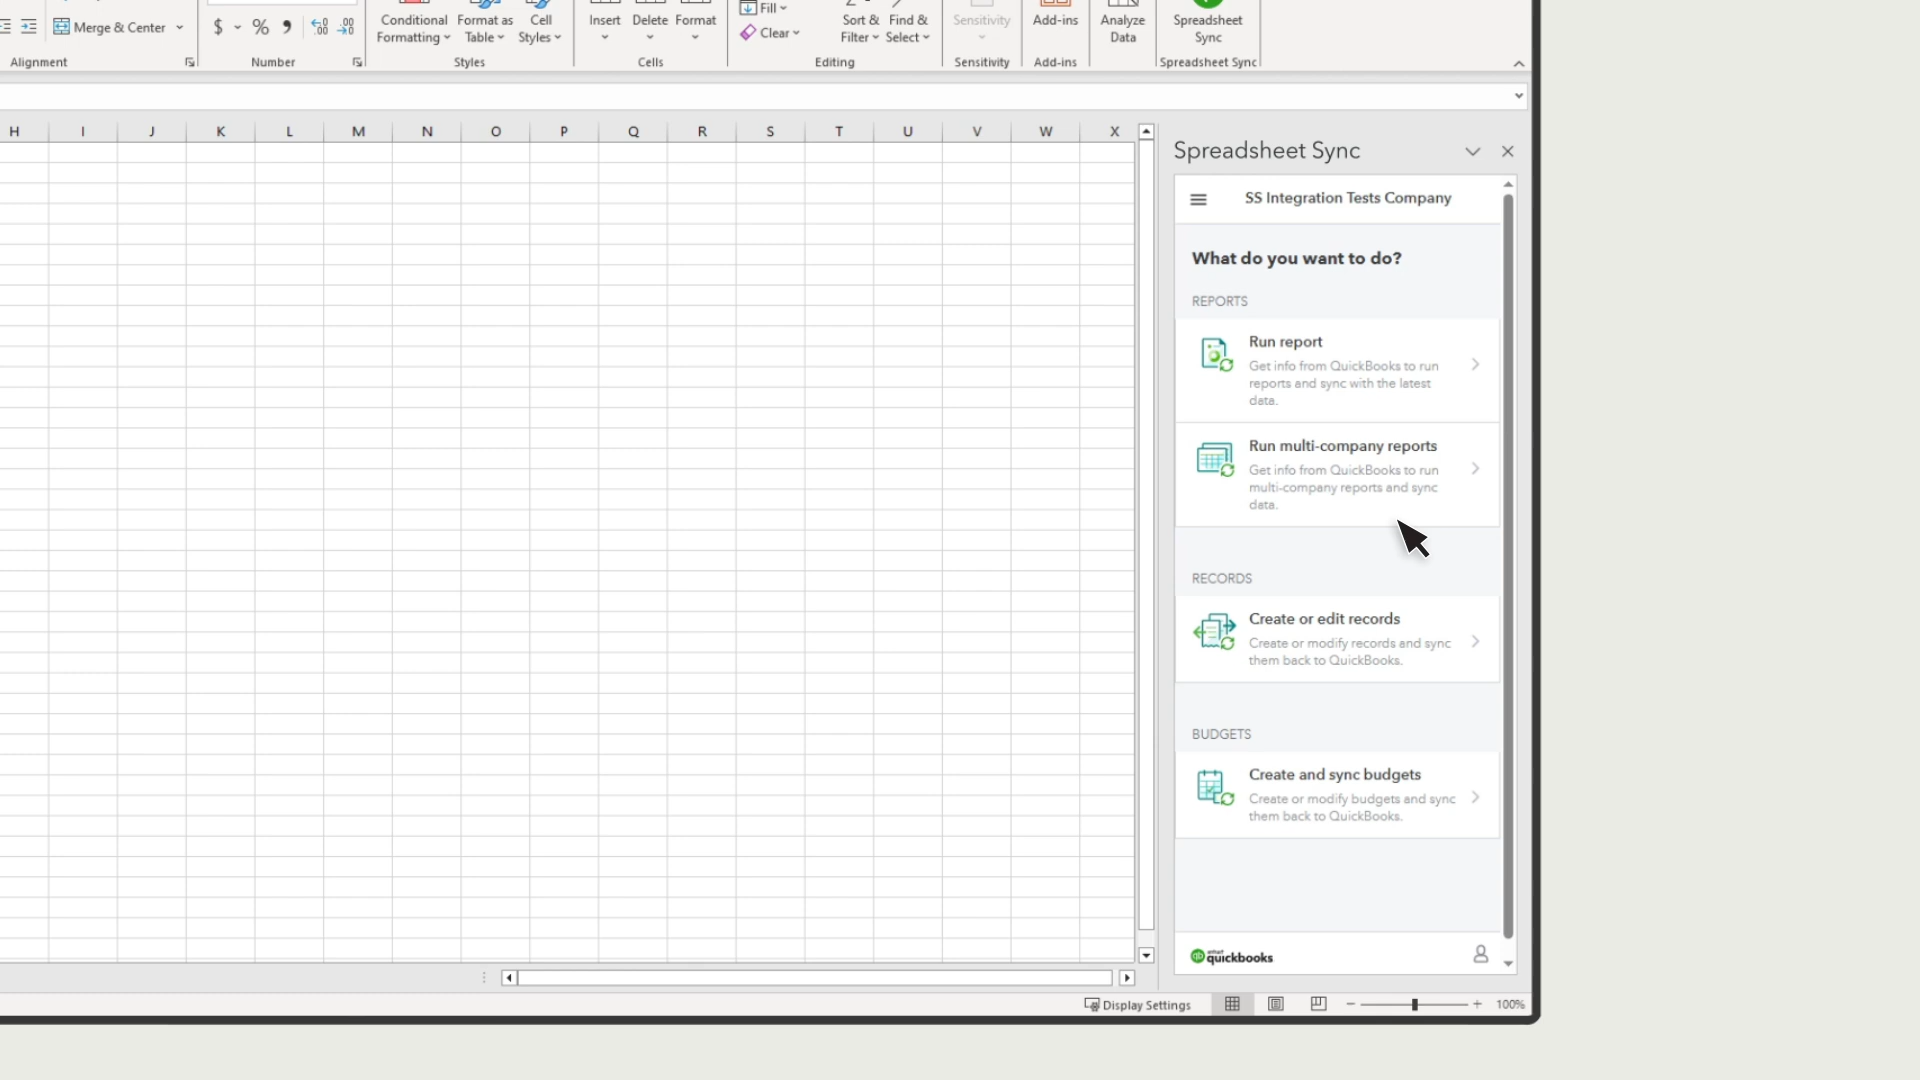 Merge & Center
$ % 9
Conditional
Formatting
Format as
Table
Cell
Styles
Insert
Delete
Format
Fill
Clear
Sort &
Filter
Find &
Select
Sensitivity
Add-ins
Analyze
Data
Spreadsheet
Sync
Alignment
Number
Styles
Cells
Editing
Sensitivity
Add-ins
Spreadsheet Sync
H I J K L M N O P Q R S T U V W X
Spreadsheet Sync
SS Integration Tests Company
What do you want to do?
REPORTS
Run report
Get info from QuickBooks to run
reports and sync with the latest
data.
Run multi-company reports
Get info from QuickBooks to run
multi-company reports and sync
data.
RECORDS
Create or edit records
Create or modify records and sync
them back to QuickBooks.
BUDGETS
Create and sync budgets
Create or modify budgets and sync
them back to QuickBooks.
qb intuit
quickbooks
Display Settings
100%